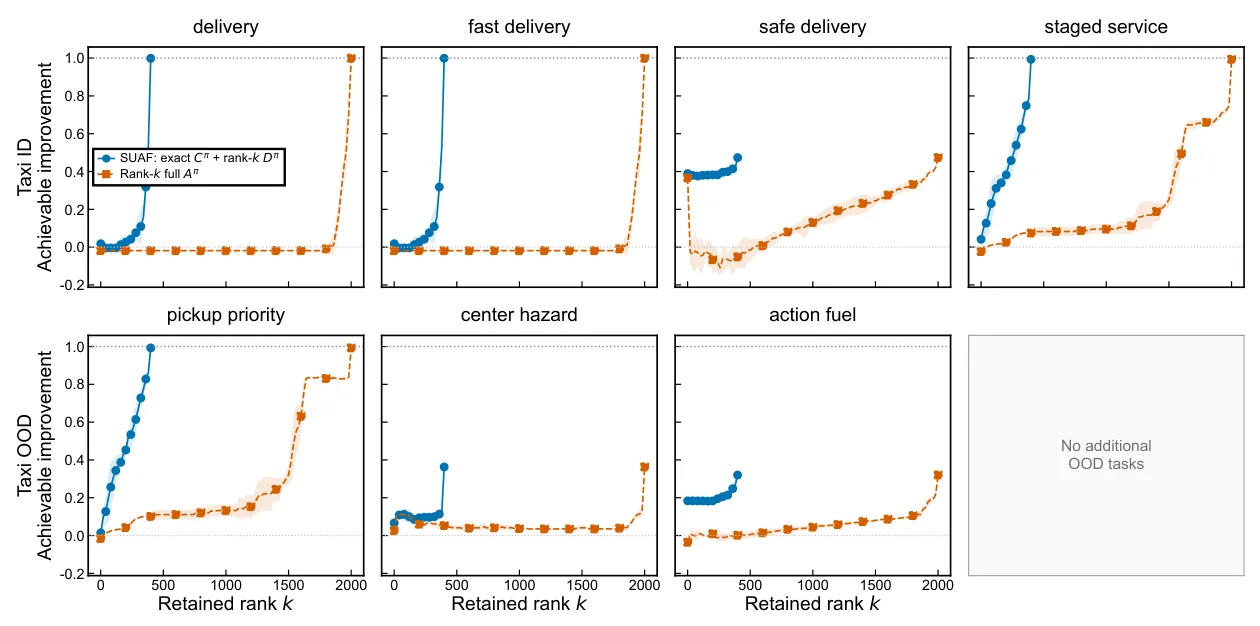 delivery
fast delivery
safe delivery
staged service
Taxi ID
Achievable improvement
1.0
0.8
0.6
0.4
0.2
0.0
-0.2
SUAF: exact Cπ + rank-k Dπ
Rank-k full Aπ
pickup priority
center hazard
action fuel
Taxi OOD
Achievable improvement
1.0
0.8
0.6
0.4
0.2
0.0
-0.2
No additional
OOD tasks
0 500 1000 1500 2000
0 500 1000 1500 2000
0 500 1000 1500 2000
Retained rank k
Retained rank k
Retained rank k